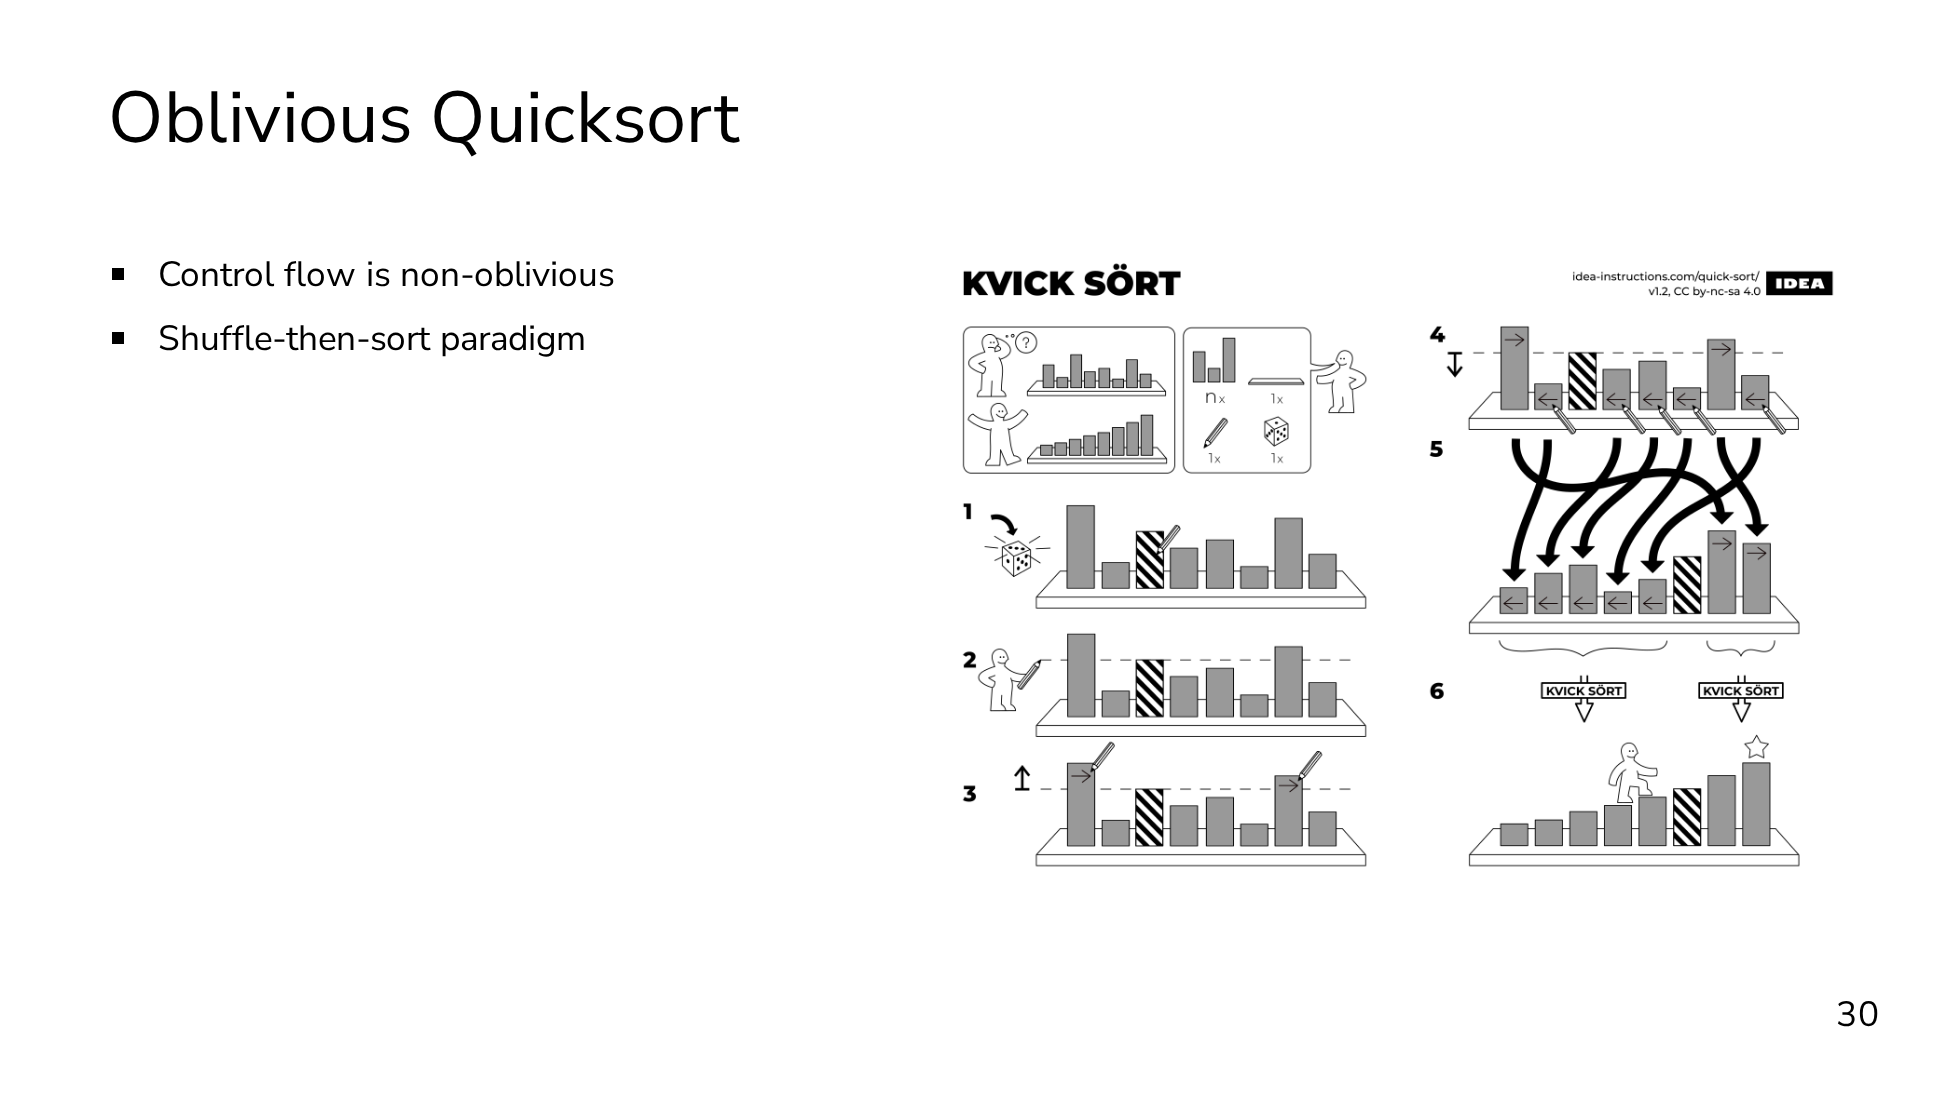 Oblivious Quicksort
▪ Control flow is non-oblivious
▪ Shuffle-then-sort paradigm
KVICK SÖRT
idea-instructions.com/quick-sort/
v1.2, CC by-nc-sa 4.0
IDEA
?
n x
1x
1x
1x
1
2
3
4
5
6
KVICK SÖRT
KVICK SÖRT
30